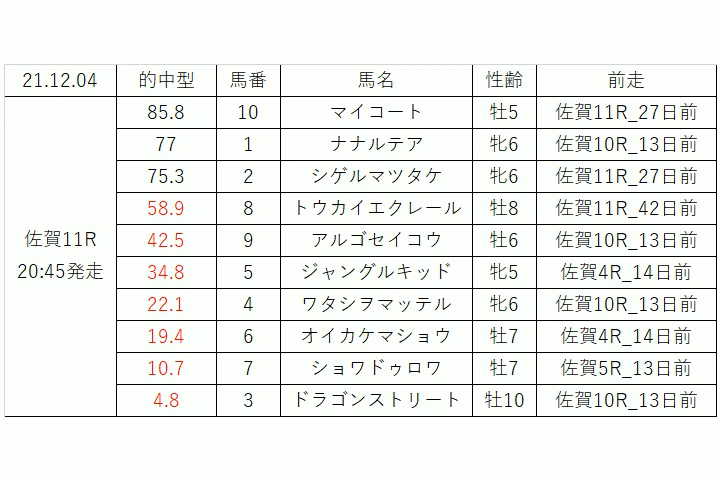 21.12.04 的中型 馬番 馬名 性齢 前走
佐賀11R
20:45発走
85.8 10 マイコート 牡5 佐賀11R_27日前
77 1 ナナルテア 牝6 佐賀10R_13日前
75.3 2 シゲルマツタケ 牝6 佐賀11R_27日前
58.9 8 トウカイエクレール 牡8 佐賀11R_42日前
42.5 9 アルゴセイコウ 牡6 佐賀10R_13日前
34.8 5 ジャングルキッド 牝5 佐賀4R_14日前
22.1 4 ワタシヲマッテル 牝6 佐賀10R_13日前
19.4 6 オイカケマショウ 牡7 佐賀4R_14日前
10.7 7 ショワドゥロワ 牡7 佐賀5R_13日前
4.8 3 ドラゴンストリート 牡10 佐賀10R_13日前